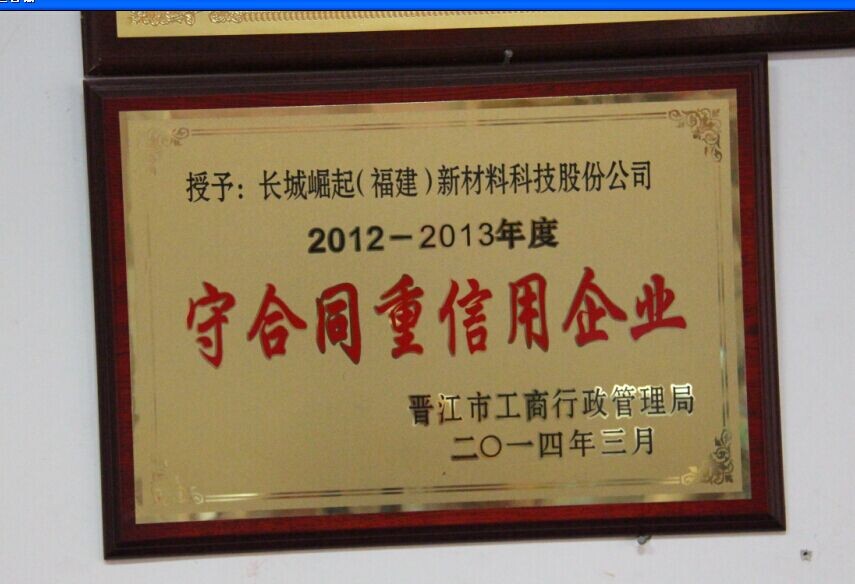 授予：长城崛起（福建）新材料科技股份公司
2012－2013年度
守合同重信用企业
晋江市工商行政管理局
二〇一四年三月